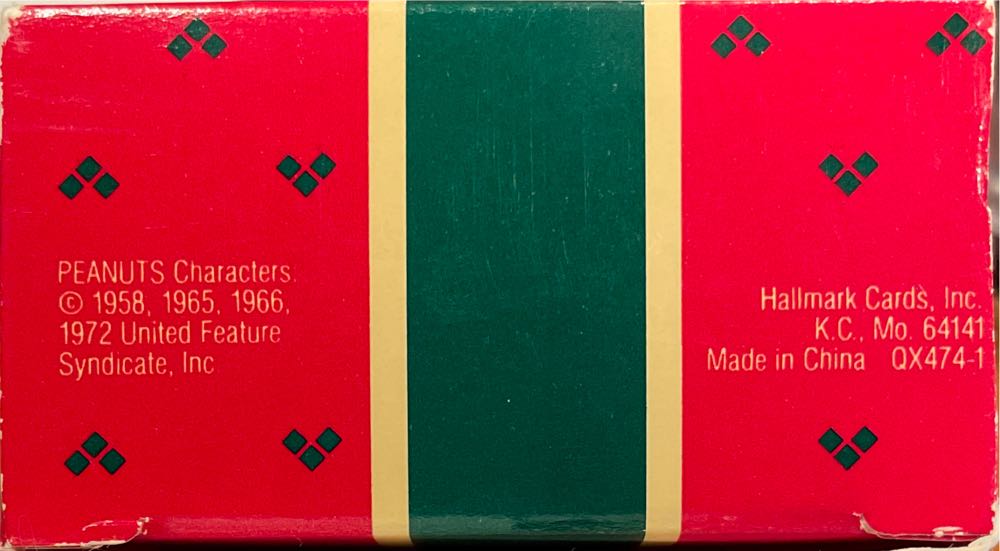 PEANUTS Characters:
© 1958, 1965, 1966,
1972 United Feature
Syndicate, Inc
Hallmark Cards, Inc.
K.C., Mo. 64141
Made in China QX474-1